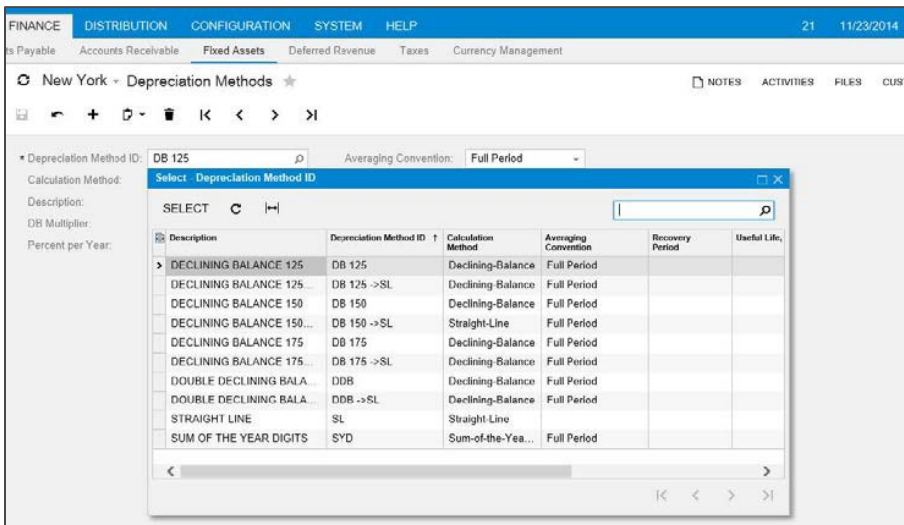 FINANCE DISTRIBUTION CONFIGURATION SYSTEM HELP 21 11/23/2014
ts Payable Accounts Receivable Fixed Assets Deferred Revenue Taxes Currency Management
New York - Depreciation Methods NOTES ACTIVITIES FILES CUS
* Depreciation Method ID: DB 125 Averaging Convention: Full Period
Calculation Method:
Description:
DB Multiplier:
Percent per Year:
Select - Depreciation Method ID
SELECT
Description Depreciation Method ID ↑ Calculation Method Averaging Convention Recovery Period Useful Life,
DECLINING BALANCE 125 DB 125 Declining-Balance Full Period
DECLINING BALANCE 125... DB 125 ->SL Declining-Balance Full Period
DECLINING BALANCE 150 DB 150 Declining-Balance Full Period
DECLINING BALANCE 150... DB 150 ->SL Straight-Line Full Period
DECLINING BALANCE 175 DB 175 Declining-Balance Full Period
DECLINING BALANCE 175... DB 175 ->SL Declining-Balance Full Period
DOUBLE DECLINING BALA... DDB Declining-Balance Full Period
DOUBLE DECLINING BALA... DDB ->SL Declining-Balance Full Period
STRAIGHT LINE SL Straight-Line
SUM OF THE YEAR DIGITS SYD Sum-of-the-Yea... Full Period